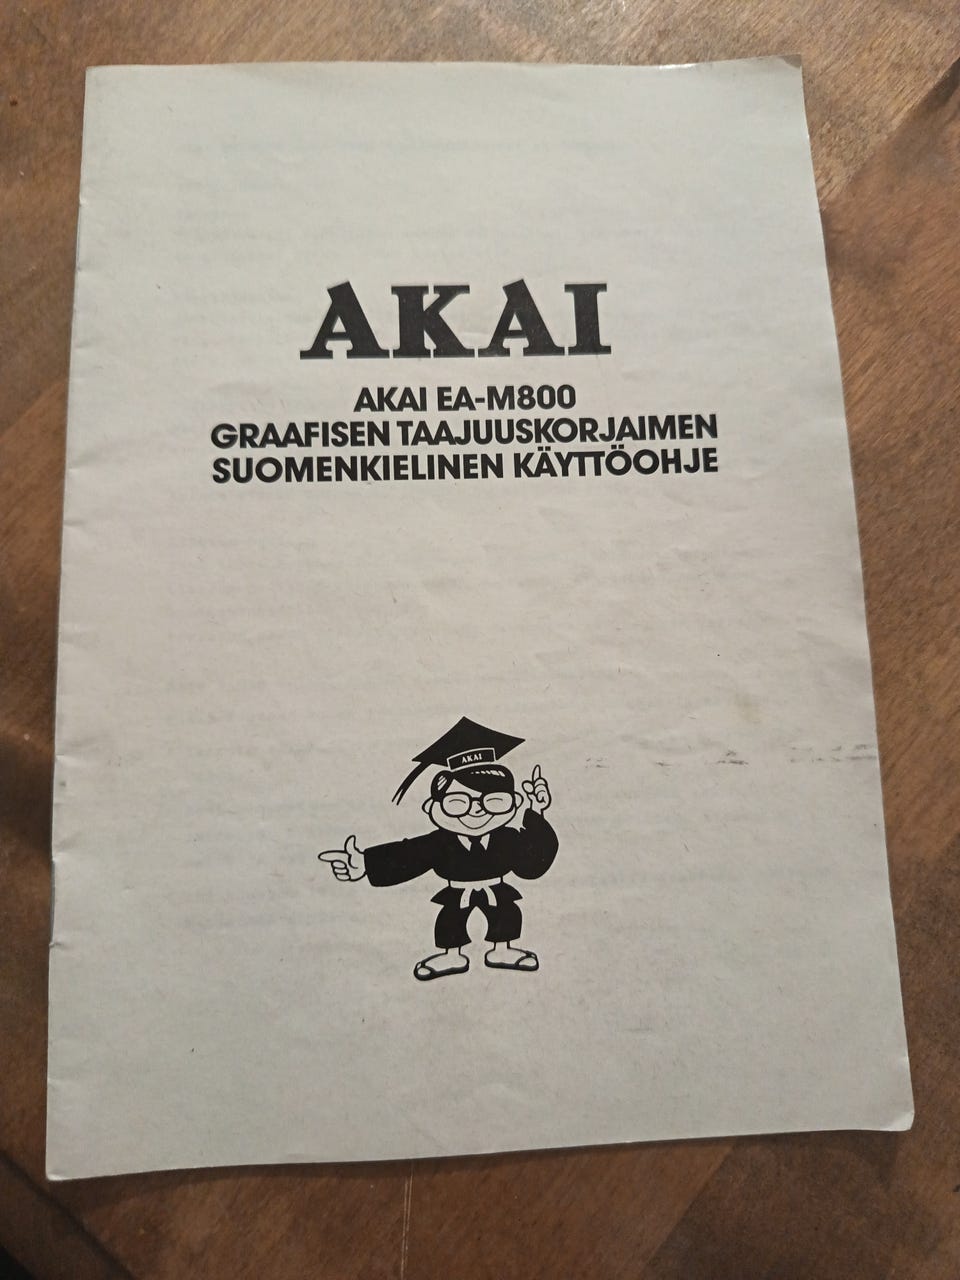 AKAI
AKAI EA-M800
GRAAFISEN TAAJUUSKORJAIMEN
SUOMENKIELINEN KÄYTTÖOHJE
AKAI